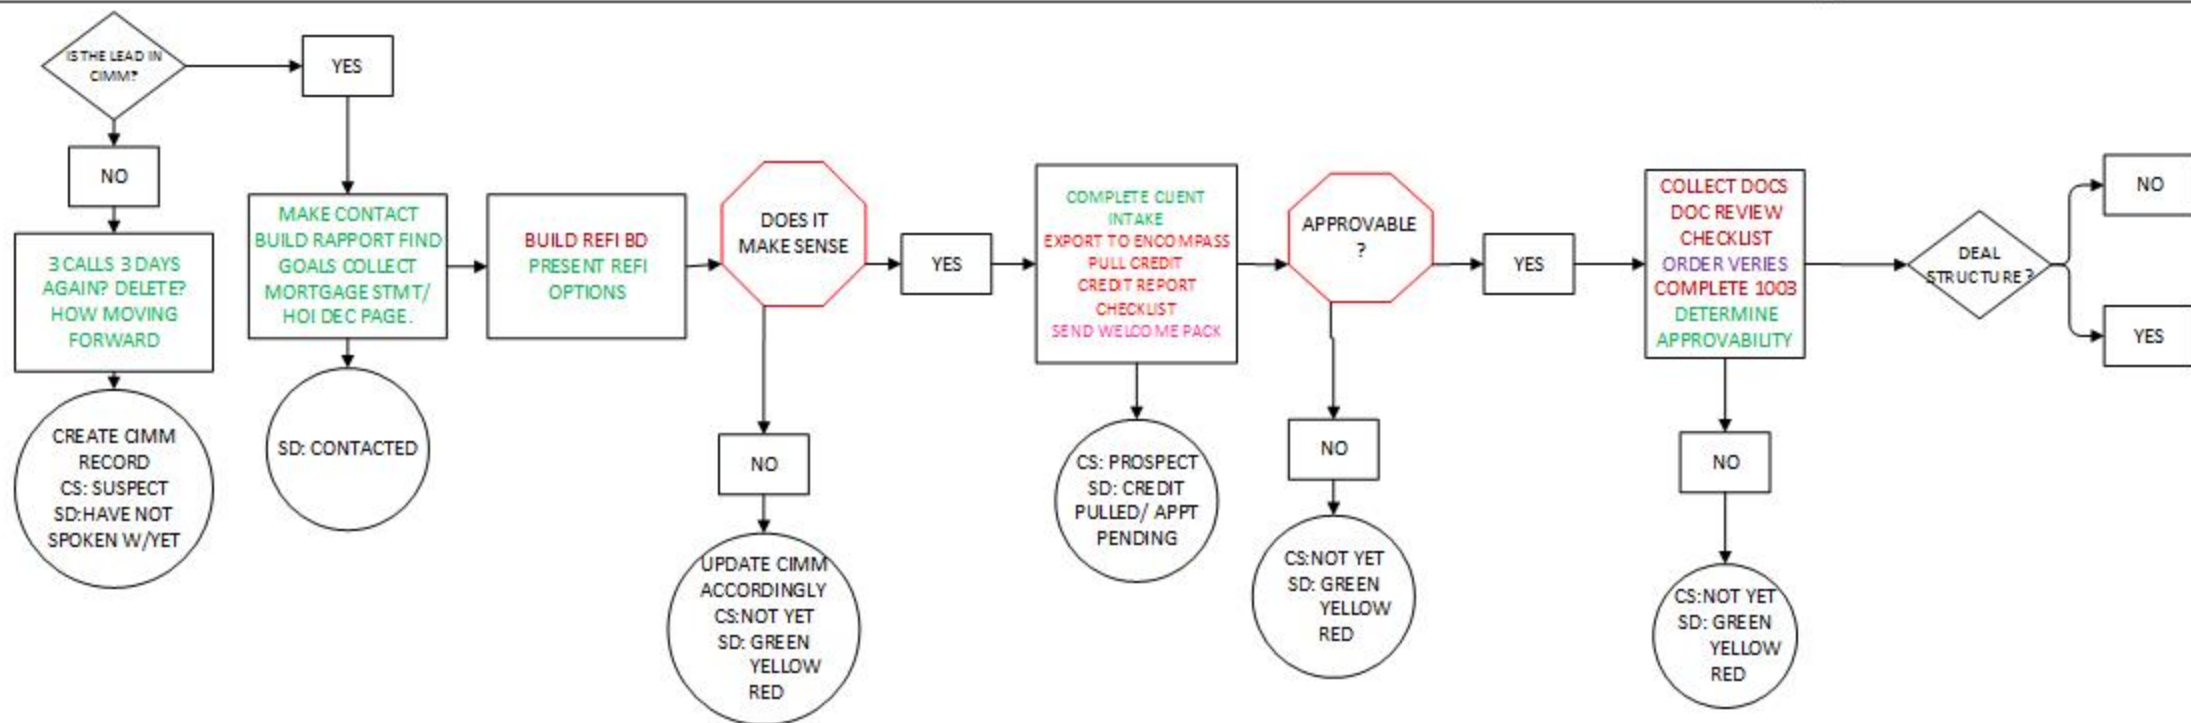 IS THE LEAD IN
CIMM?
YES
NO
3 CALLS 3 DAYS
AGAIN? DELETE?
HOW MOVING
FORWARD
CREATE CIMM
RECORD
CS: SUSPECT
SD:HAVE NOT
SPOKEN W/YET
MAKE CONTACT
BUILD RAPPORT FIND
GOALS COLLECT
MORTGAGE STMT/
HOI DEC PAGE.
SD: CONTACTED
BUILD REFI BD
PRESENT REFI
OPTIONS
DOES IT
MAKE SENSE
NO
UPDATE CIMM
ACCORDINGLY
CS:NOT YET
SD: GREEN
YELLOW
RED
YES
COMPLETE CLIENT
INTAKE
EXPORT TO ENCOMPASS
PULL CREDIT
CREDIT REPORT
CHECKLIST
SEND WELCOME PACK
CS: PROSPECT
SD: CREDIT
PULLED/ APPT
PENDING
APPROVABLE
?
NO
CS:NOT YET
SD: GREEN
YELLOW
RED
YES
COLLECT DOCS
DOC REVIEW
CHECKLIST
ORDER VERIES
COMPLETE 1003
DETERMINE
APPROVABILITY
NO
CS:NOT YET
SD: GREEN
YELLOW
RED
DEAL
STRUCTURE?
NO
YES